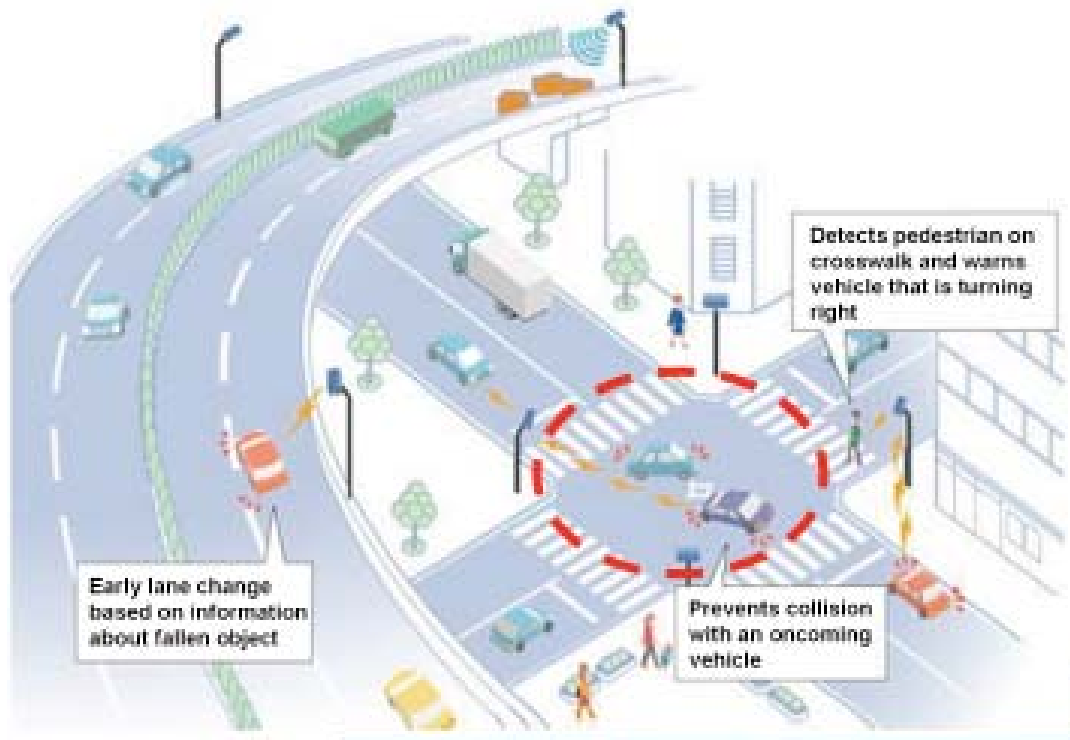 Detects pedestrian on
crosswalk and warns
vehicle that is turning
right
Early lane change
based on information
about fallen object
Prevents collision
with an oncoming
vehicle